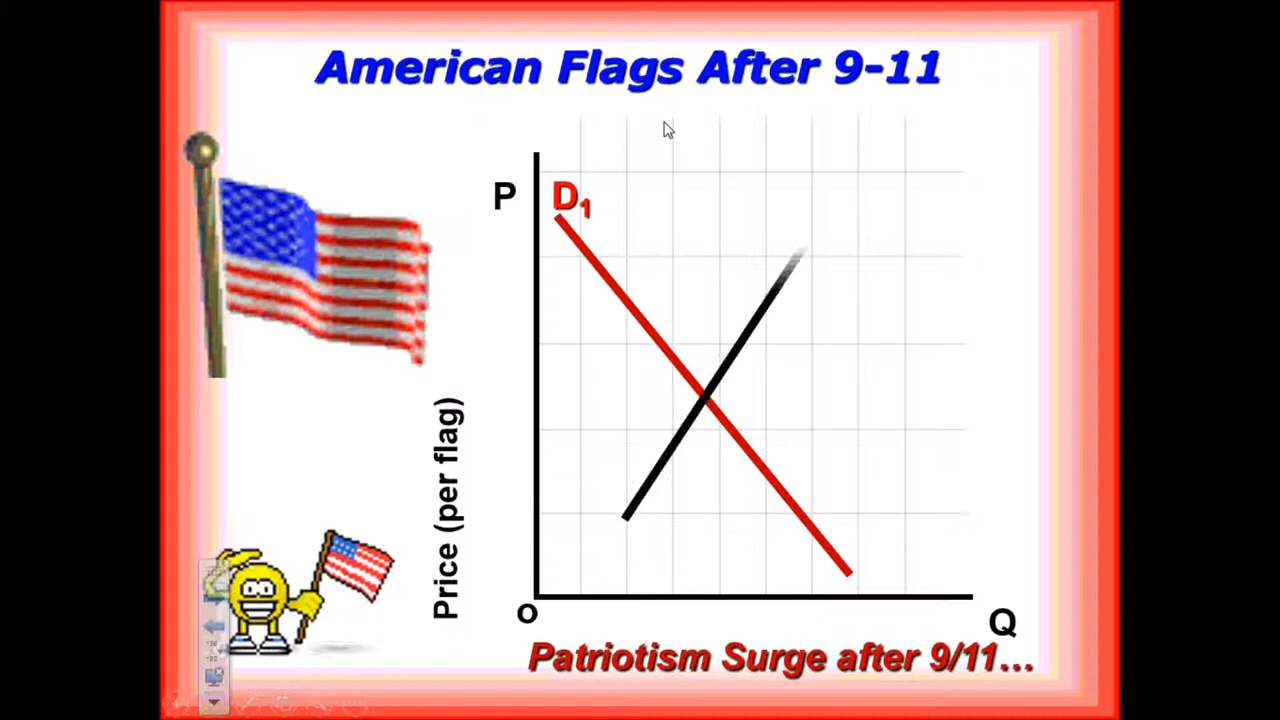 American Flags After 9-11
P
D₁
Price (per flag)
o
Q
Patriotism Surge after 9/11...